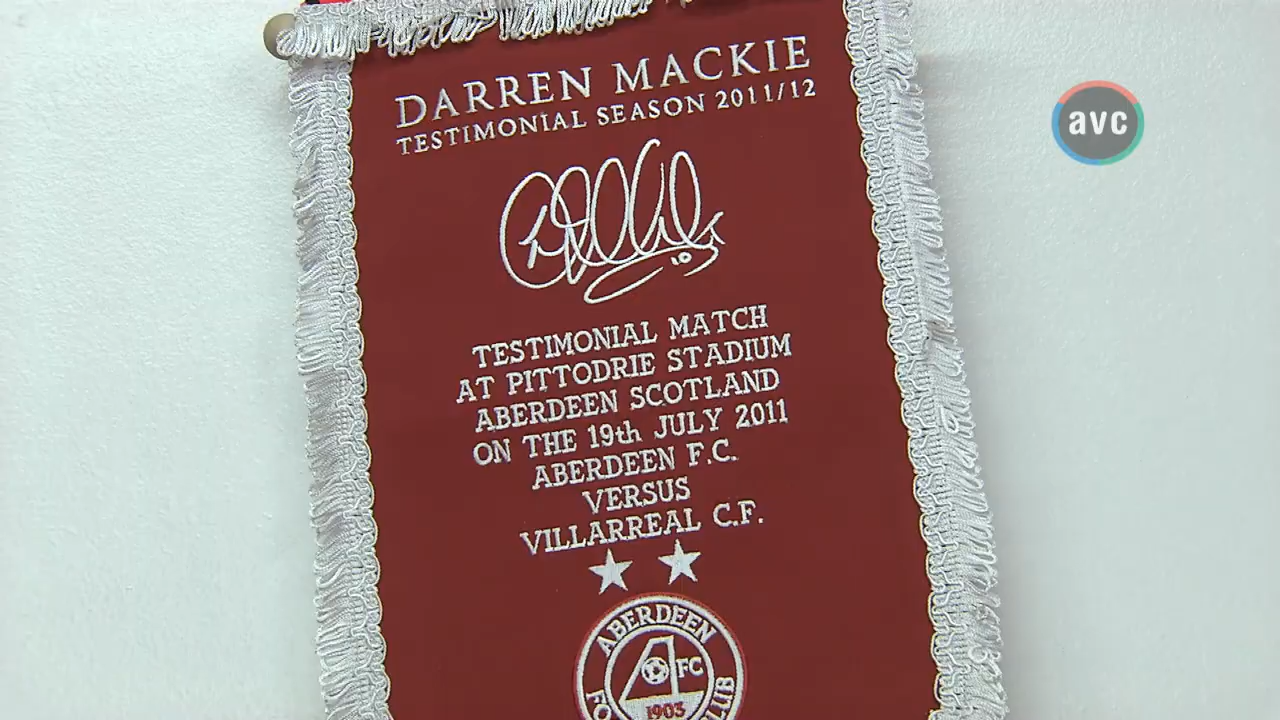 DARREN MACKIE
TESTIMONIAL SEASON 2011/12
10
TESTIMONIAL MATCH
AT PITTODRIE STADIUM
ABERDEEN SCOTLAND
ON THE 19th JULY 2011
ABERDEEN F.C.
VERSUS
VILLARREAL C.F.
ABERDEEN
FC
1903
avc